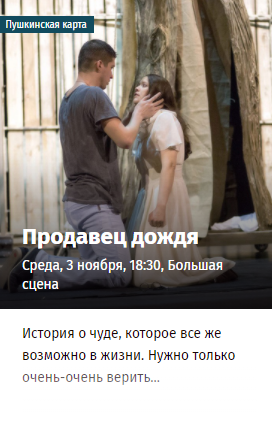 Пушкинская карта
Продавец дождя
Среда, 3 ноября, 18:30, Большая
сцена
История о чуде, которое все же
возможно в жизни. Нужно только
очень-очень верить...